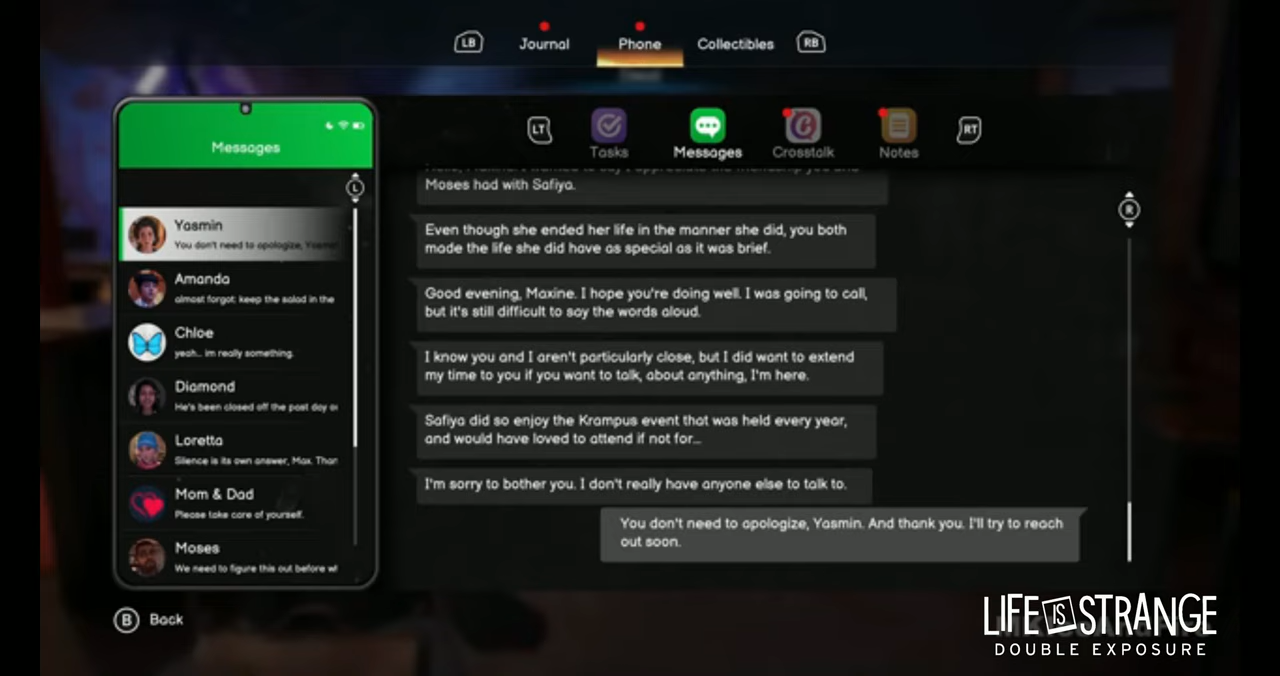 LB Journal Phone Collectibles RB
Messages
LT Tasks Messages Crosstalk Notes RT
L
R
Yasmin
You don't need to apologize, Yasmin
Amanda
almost forgot: keep the salad in the
Chloe
yeah... im really something.
Diamond
He's been closed off the past day or
Loretta
Silence is its own answer, Max. Than
Mom & Dad
Please take care of yourself.
Moses
We need to figure this out before wh
Moses had with Safiya.
Even though she ended her life in the manner she did, you both
made the life she did have as special as it was brief.
Good evening, Maxine. I hope you're doing well. I was going to call,
but it's still difficult to say the words aloud.
I know you and I aren't particularly close, but I did want to extend
my time to you if you want to talk, about anything, I'm here.
Safiya did so enjoy the Krampus event that was held every year,
and would have loved to attend if not for...
I'm sorry to bother you. I don't really have anyone else to talk to.
You don't need to apologize, Yasmin. And thank you. I'll try to reach
out soon.
B Back
LIFE IS STRANGE
DOUBLE EXPOSURE